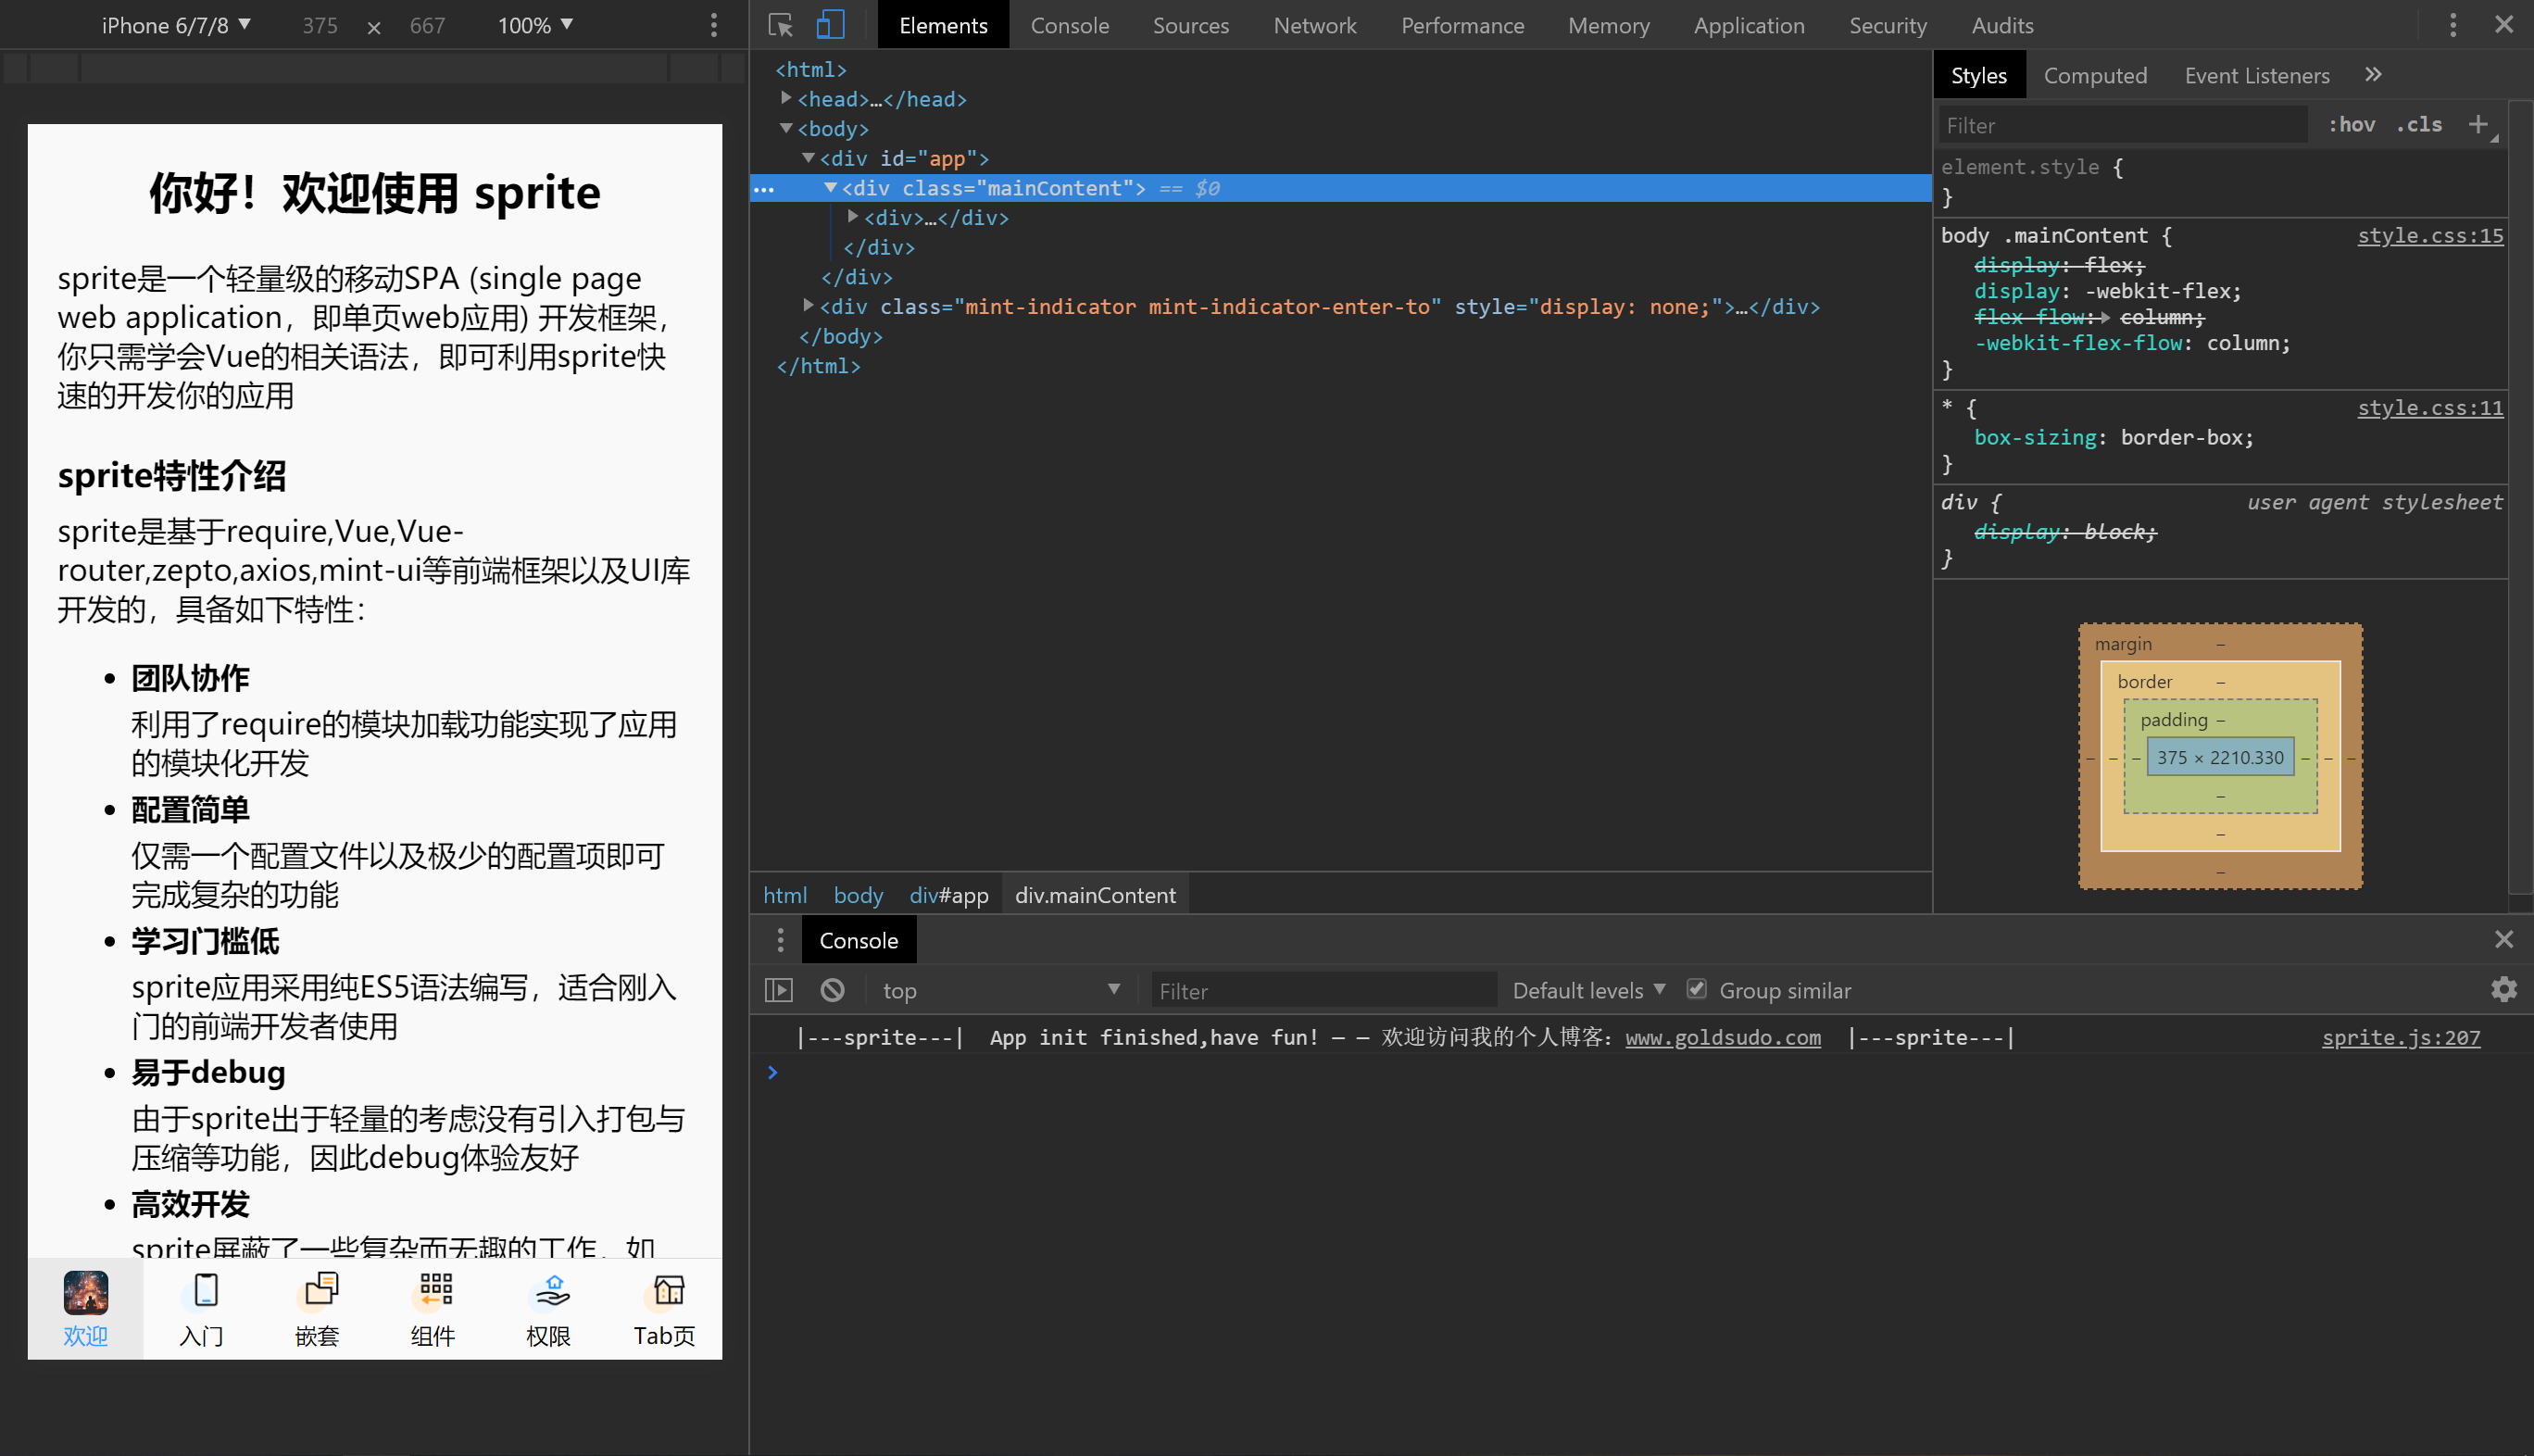 iPhone 6/7/8 ▼ 375 × 667 100% ▼
Elements Console Sources Network Performance Memory Application Security Audits
你好！欢迎使用 sprite
sprite是一个轻量级的移动SPA (single page
web application，即单页web应用) 开发框架，
你只需学会Vue的相关语法，即可利用sprite快
速的开发你的应用
sprite特性介绍
sprite是基于require,Vue,Vue-
router,zepto,axios,mint-ui等前端框架以及UI库
开发的，具备如下特性：
• 团队协作
利用了require的模块加载功能实现了应用
的模块化开发
• 配置简单
仅需一个配置文件以及极少的配置项即可
完成复杂的功能
• 学习门槛低
sprite应用采用纯ES5语法编写，适合刚入
门的前端开发者使用
• 易于debug
由于sprite出于轻量的考虑没有引入打包与
压缩等功能，因此debug体验友好
• 高效开发
sprite屏蔽了一些复杂而无趣的工作，如
欢迎 入门 嵌套 组件 权限 Tab页
<html>
<head>…</head>
<body>
<div id="app">
… <div class="mainContent"> == $0
<div>…</div>
</div>
</div>
<div class="mint-indicator mint-indicator-enter-to" style="display: none;">…</div>
</body>
</html>
html body div#app div.mainContent
Styles Computed Event Listeners »
Filter :hov .cls +
element.style {
}
body .mainContent { style.css:15
display: flex;
display: -webkit-flex;
flex-flow: column;
-webkit-flex-flow: column;
}
* { style.css:11
box-sizing: border-box;
}
div { user agent stylesheet
display: block;
}
margin –
border –
padding –
– – – 375 × 2210.330 – – –
–
–
–
Console
top ▼ Filter Default levels ▼ Group similar
|---sprite---| App init finished,have fun! — — 欢迎访问我的个人博客：www.goldsudo.com |---sprite---| sprite.js:207
>